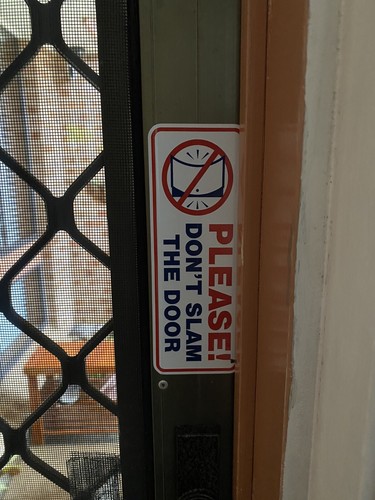 PLEASE!
DON'T SLAM
THE DOOR